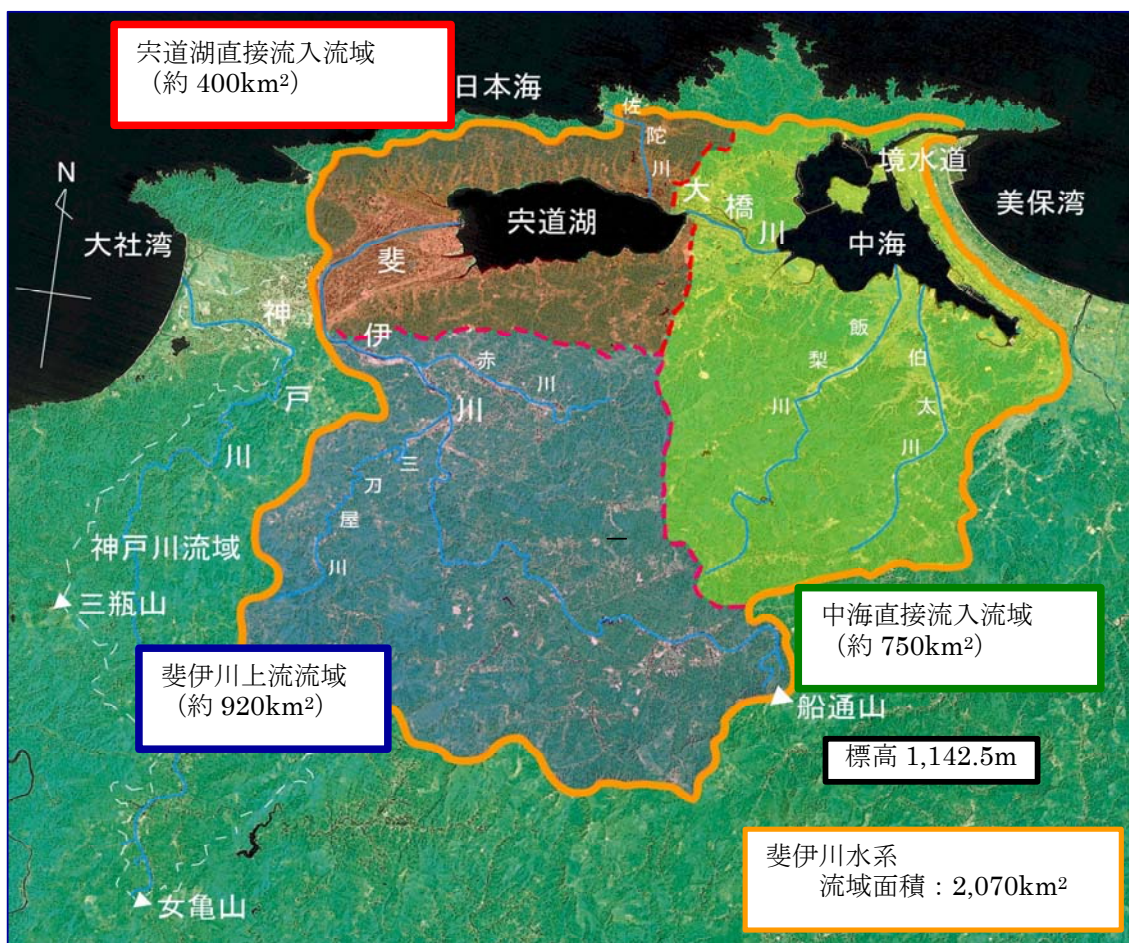 宍道湖直接流入流域
(約 400km²)
日本海
佐陀川
境水道
N
大橋川
美保湾
宍道湖
中海
大社湾
斐伊川
神戸川
飯梨川
伯太川
赤川
三刀屋川
神戸川流域
三瓶山
中海直接流入流域
(約 750km²)
斐伊川上流流域
(約 920km²)
船通山
標高 1,142.5m
斐伊川水系
流域面積：2,070km²
女亀山